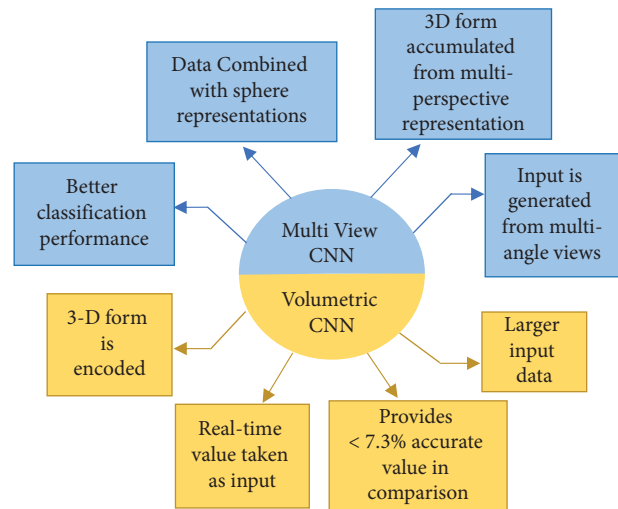 3D form
accumulated
from multi-
perspective
representation
Data Combined
with sphere
representations
Better
classification
performance
Input is
generated
from multi-
angle views
Multi View
CNN
Volumetric
CNN
3-D form
is
encoded
Larger
input
data
Real-time
value taken
as input
Provides
< 7.3% accurate
value in
comparison